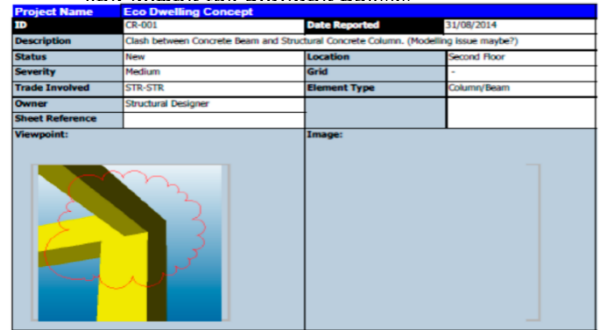 Project Name Eco Dwelling Concept
ID CR-001 Date Reported 31/08/2014
Description Clash between Concrete Beam and Structural Concrete Column. (Modelling issue maybe?)
Status New Location Second Floor
Severity Medium Grid -
Trade Involved STR-STR Element Type Column/Beam
Owner Structural Designer
Sheet Reference
Viewpoint: Image: